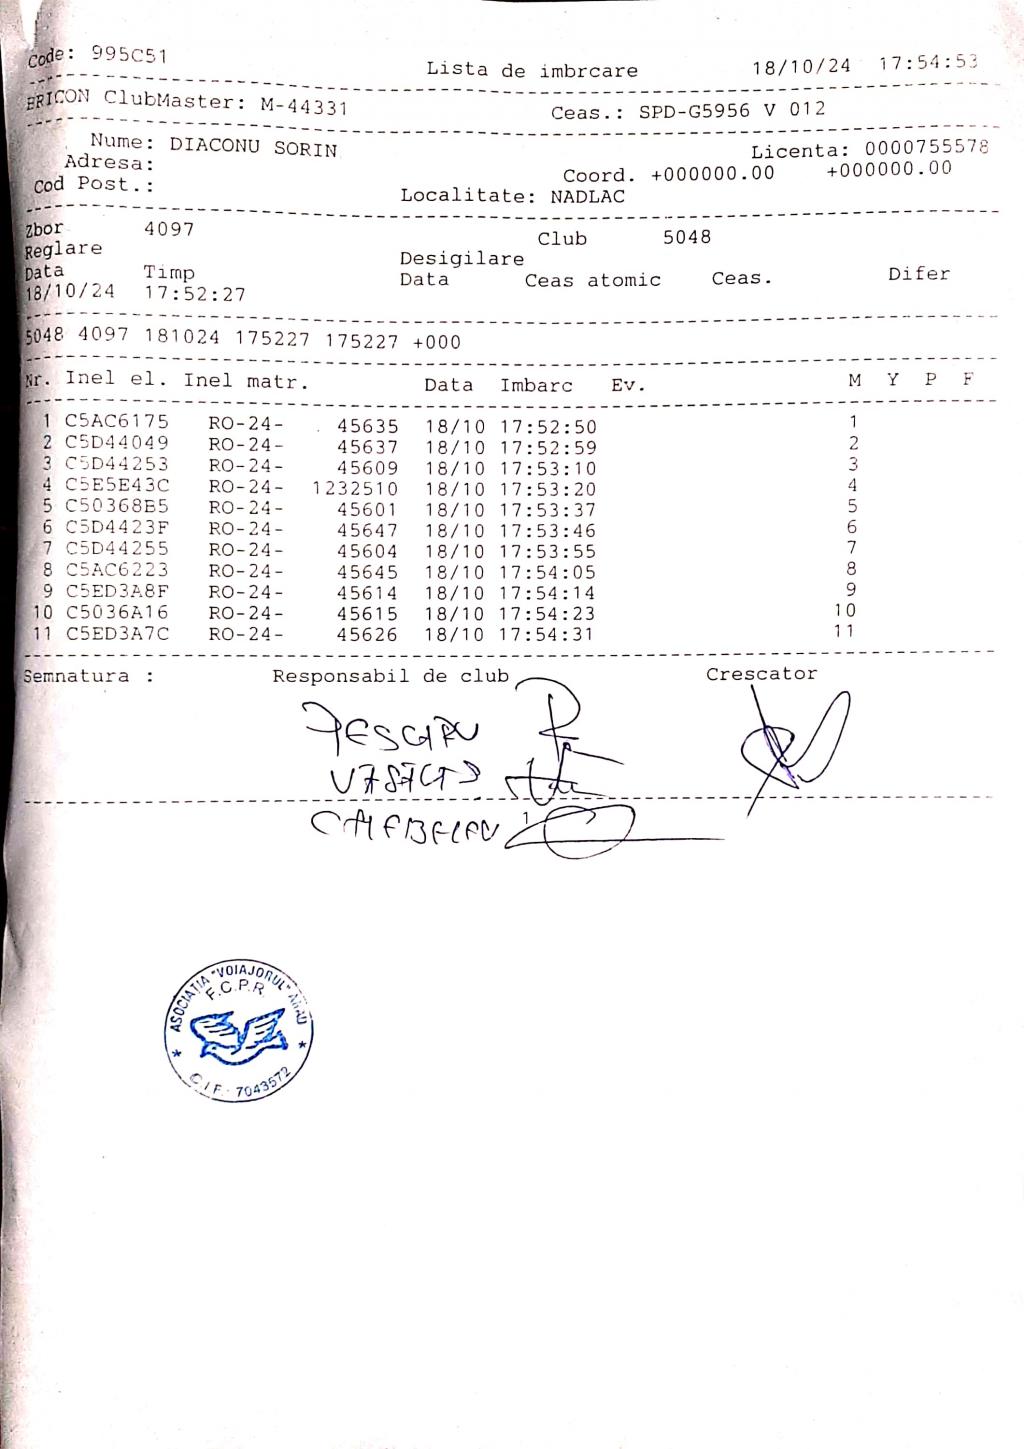 Code: 995C51 Lista de imbrcare 18/10/24 17:54:53
BRICON ClubMaster: M-44331 Ceas.: SPD-G5956 V 012
Nume: DIACONU SORIN Licenta: 0000755578
Adresa: Coord. +000000.00 +000000.00
Cod Post.: Localitate: NADLAC
Zbor 4097 Club 5048
Reglare Desigilare
Data Timp Data Ceas atomic Ceas. Difer
18/10/24 17:52:27
5048 4097 181024 175227 175227 +000
Nr. Inel el. Inel matr. Data Imbarc Ev. M Y P F
1 C5AC6175 RO-24- 45635 18/10 17:52:50 1
2 C5D44049 RO-24- 45637 18/10 17:52:59 2
3 C5D44253 RO-24- 45609 18/10 17:53:10 3
4 C5E5E43C RO-24- 1232510 18/10 17:53:20 4
5 C50368E5 RO-24- 45601 18/10 17:53:37 5
6 C5D4423F RO-24- 45647 18/10 17:53:46 6
7 C5D44255 RO-24- 45604 18/10 17:53:55 7
8 C5AC6223 RO-24- 45645 18/10 17:54:05 8
9 C5ED3A8F RO-24- 45614 18/10 17:54:14 9
10 C5036A16 RO-24- 45615 18/10 17:54:23 10
11 C5ED3A7C RO-24- 45626 18/10 17:54:31 11
Semnatura : Responsabil de club Crescator
ASOCIATIA "VOIAJORUL" ARAD
F.C.P.R.
C.I.F. 7043572